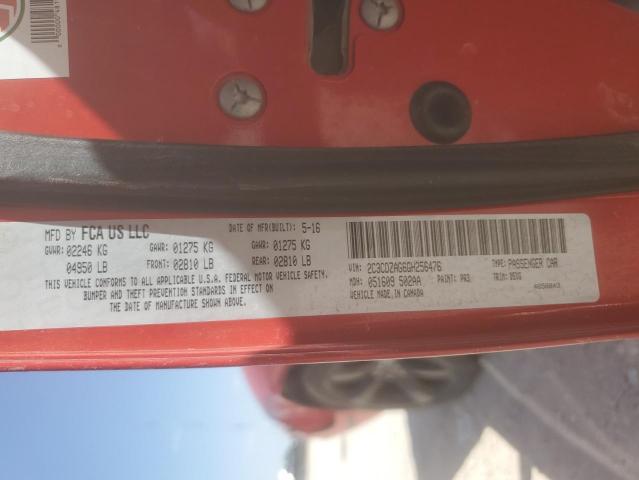 MFD BY FCA US LLC DATE OF MFR(BUILT): 5-16
GVWR: 02246 KG GAWR: 01275 KG GAWR: 01275 KG
04950 LB FRONT: 02810 LB REAR: 02810 LB
THIS VEHICLE CONFORMS TO ALL APPLICABLE U.S.A. FEDERAL MOTOR VEHICLE SAFETY,
BUMPER AND THEFT PREVENTION STANDARDS IN EFFECT ON
THE DATE OF MANUFACTURE SHOWN ABOVE.
VIN: 2C3CDZAG6GH256476 TYPE: PASSENGER CAR
MDH: 051609 502AA PAINT: PR3 TRIM:
VEHICLE MADE IN CANADA